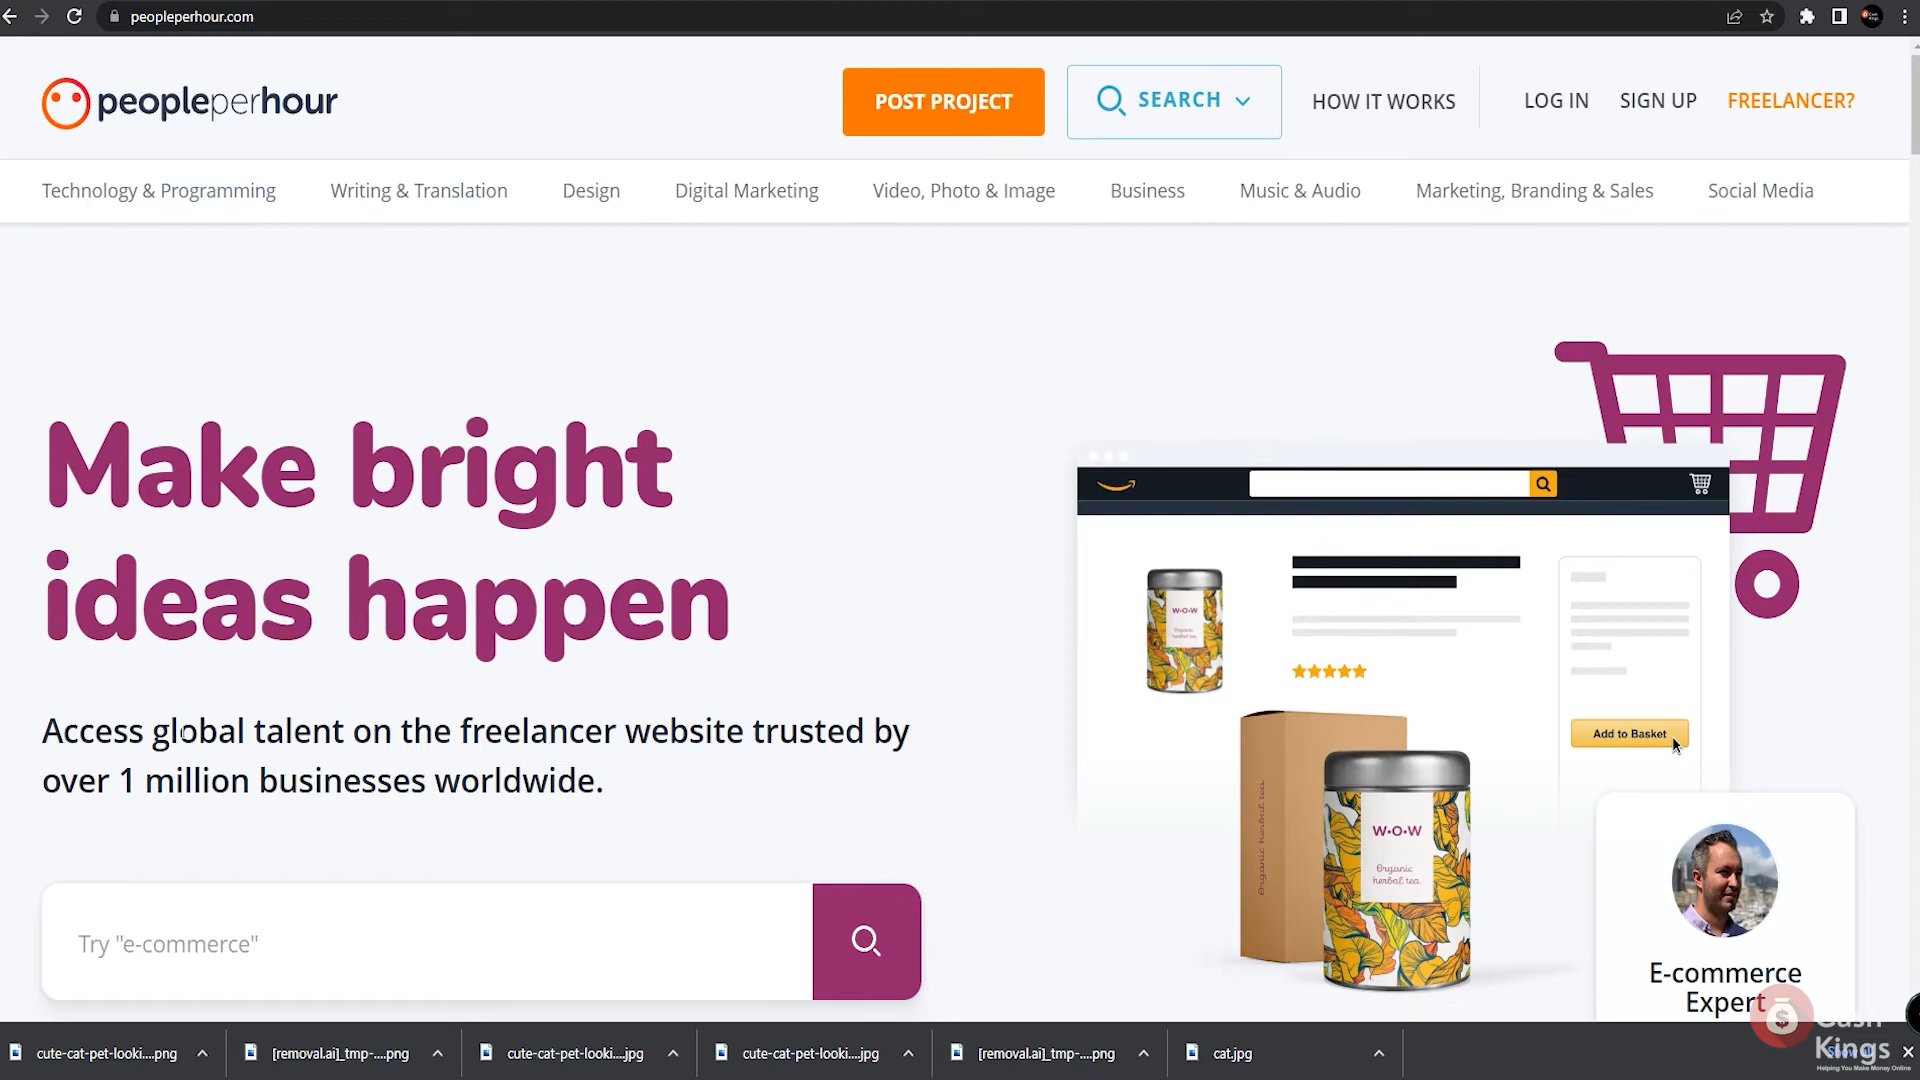 peopleperhour.com
peopleperhour
POST PROJECT
SEARCH
HOW IT WORKS
LOG IN
SIGN UP
FREELANCER?
Technology & Programming
Writing & Translation
Design
Digital Marketing
Video, Photo & Image
Business
Music & Audio
Marketing, Branding & Sales
Social Media
Make bright
ideas happen
Access global talent on the freelancer website trusted by
over 1 million businesses worldwide.
Try "e-commerce"
W•O•W
Organic
herbal tea
Add to Basket
Organic herbal tea
W•O•W
Organic
herbal tea
E-commerce
Expert
cute-cat-pet-looki....png
[removal.ai]_tmp-....png
cute-cat-pet-looki....jpg
cute-cat-pet-looki....jpg
[removal.ai]_tmp-....png
cat.jpg
Show all
$
Cash
Kings
Helping You Make Money Online